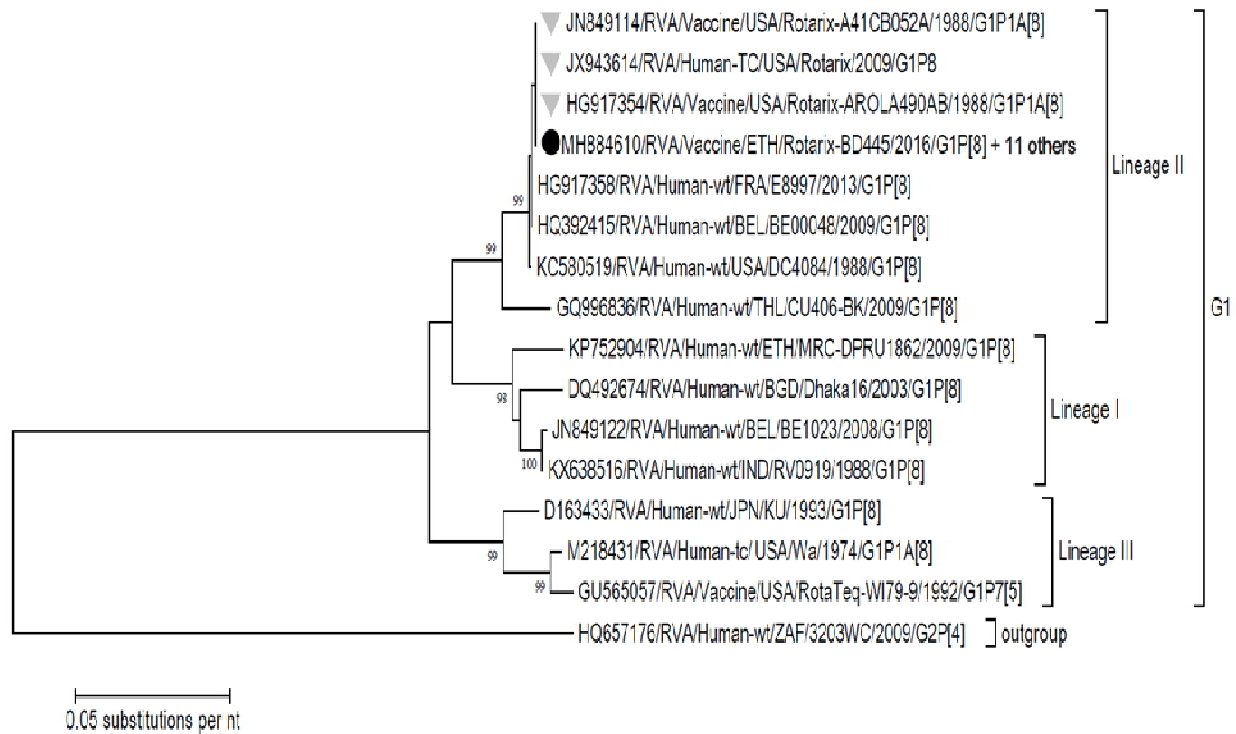 JN849114/RVA/Vaccine/USA/Rotarix-A41CB052A/1988/G1P1A[8]
JX943614/RVA/Human-TC/USA/Rotarix/2009/G1P8
HG917354/RVA/Vaccine/USA/Rotarix-AROLA490AB/1988/G1P1A[8]
MH884610/RVA/Vaccine/ETH/Rotarix-BD445/2016/G1P[8] + 11 others
Lineage II
HG917358/RVA/Human-wt/FRA/E8997/2013/G1P[8]
99
HQ392415/RVA/Human-wt/BEL/BE00048/2009/G1P[8]
99
KC580519/RVA/Human-wt/USA/DC4084/1988/G1P[8]
GQ996836/RVA/Human-wt/THL/CU406-BK/2009/G1P[8]
G1
KP752904/RVA/Human-wt/ETH/MRC-DPRU1862/2009/G1P[8]
98
DQ492674/RVA/Human-wt/BGD/Dhaka16/2003/G1P[8]
Lineage I
JN849122/RVA/Human-wt/BEL/BE1023/2008/G1P[8]
100
KX638516/RVA/Human-wt/IND/RV0919/1988/G1P[8]
D163433/RVA/Human-wt/JPN/KU/1993/G1P[8]
99
M218431/RVA/Human-tc/USA/Wa/1974/G1P1A[8]
Lineage III
99
GU565057/RVA/Vaccine/USA/RotaTeq-WI79-9/1992/G1P7[5]
HQ657176/RVA/Human-wt/ZAF/3203WC/2009/G2P[4]
outgroup
0.05 substitutions per nt